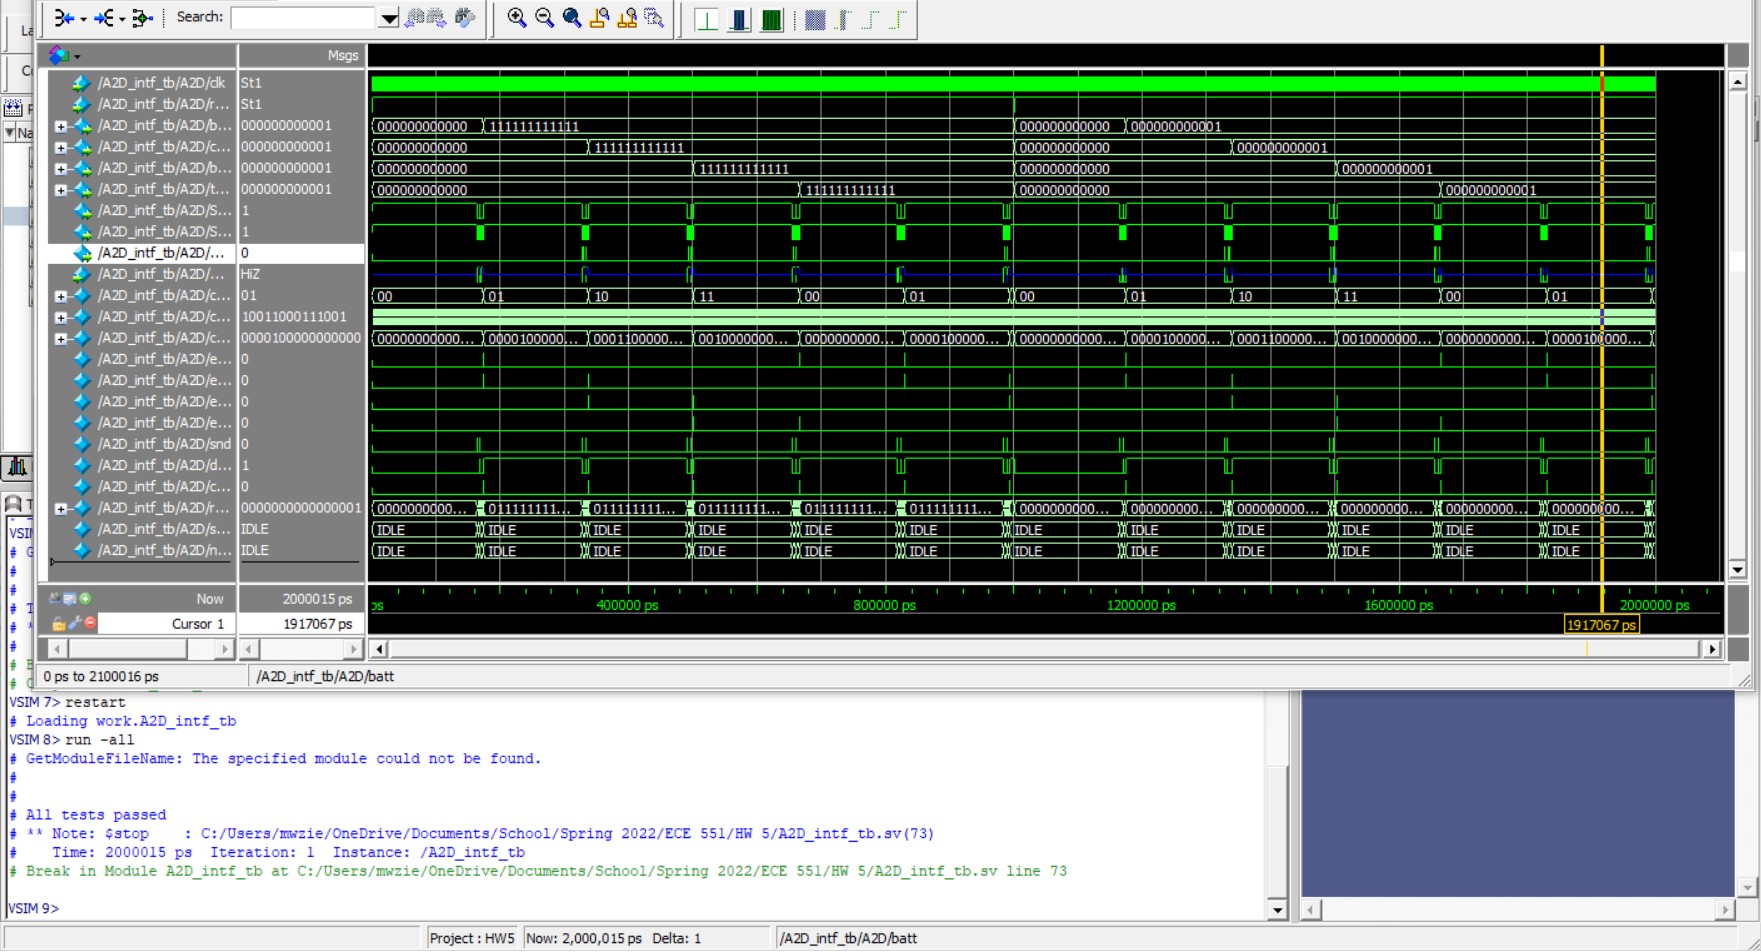 Search:
Msgs
/A2D_intf_tb/A2D/clk St1
/A2D_intf_tb/A2D/r... St1
/A2D_intf_tb/A2D/b... 000000000001 000000000000 111111111111 000000000000 000000000001
/A2D_intf_tb/A2D/c... 000000000001 000000000000 111111111111 000000000000 000000000001
/A2D_intf_tb/A2D/b... 000000000001 000000000000 111111111111 000000000000 000000000001
/A2D_intf_tb/A2D/t... 000000000001 000000000000 111111111111 000000000000 000000000001
/A2D_intf_tb/A2D/S... 1
/A2D_intf_tb/A2D/S... 1
/A2D_intf_tb/A2D/... 0
/A2D_intf_tb/A2D/... HiZ
/A2D_intf_tb/A2D/c... 01 00 01 10 11 00 01 00 01 10 11 00 01
/A2D_intf_tb/A2D/c... 10011000111001
/A2D_intf_tb/A2D/c... 0000100000000000 00000000000... 0000100000... 0001100000... 0010000000... 0000000000... 0000100000... 00000000000... 0000100000... 0001100000... 0010000000... 0000000000... 0000100000...
/A2D_intf_tb/A2D/e... 0
/A2D_intf_tb/A2D/e... 0
/A2D_intf_tb/A2D/e... 0
/A2D_intf_tb/A2D/e... 0
/A2D_intf_tb/A2D/snd 0
/A2D_intf_tb/A2D/d... 1
/A2D_intf_tb/A2D/c... 0
/A2D_intf_tb/A2D/r... 0000000000000001 0000000000... 011111111... 011111111... 011111111... 011111111... 011111111... 0000000000... 000000000... 000000000... 000000000... 000000000... 000000000...
/A2D_intf_tb/A2D/s... IDLE IDLE IDLE IDLE IDLE IDLE IDLE IDLE IDLE IDLE IDLE IDLE IDLE
/A2D_intf_tb/A2D/n... IDLE IDLE IDLE IDLE IDLE IDLE IDLE IDLE IDLE IDLE IDLE IDLE IDLE
Now 2000015 ps ps 400000 ps 800000 ps 1200000 ps 1600000 ps 2000000 ps
Cursor 1 1917067 ps 1917067 ps
0 ps to 2100016 ps /A2D_intf_tb/A2D/batt
VSIM 7> restart
# Loading work.A2D_intf_tb
VSIM 8> run -all
# GetModuleFileName: The specified module could not be found.
#
#
# All tests passed
# ** Note: $stop    : C:/Users/mwzie/OneDrive/Documents/School/Spring 2022/ECE 551/HW 5/A2D_intf_tb.sv(73)
#    Time: 2000015 ps  Iteration: 1  Instance: /A2D_intf_tb
# Break in Module A2D_intf_tb at C:/Users/mwzie/OneDrive/Documents/School/Spring 2022/ECE 551/HW 5/A2D_intf_tb.sv line 73
VSIM 9>
Project : HW5 Now: 2,000,015 ps  Delta: 1 /A2D_intf_tb/A2D/batt